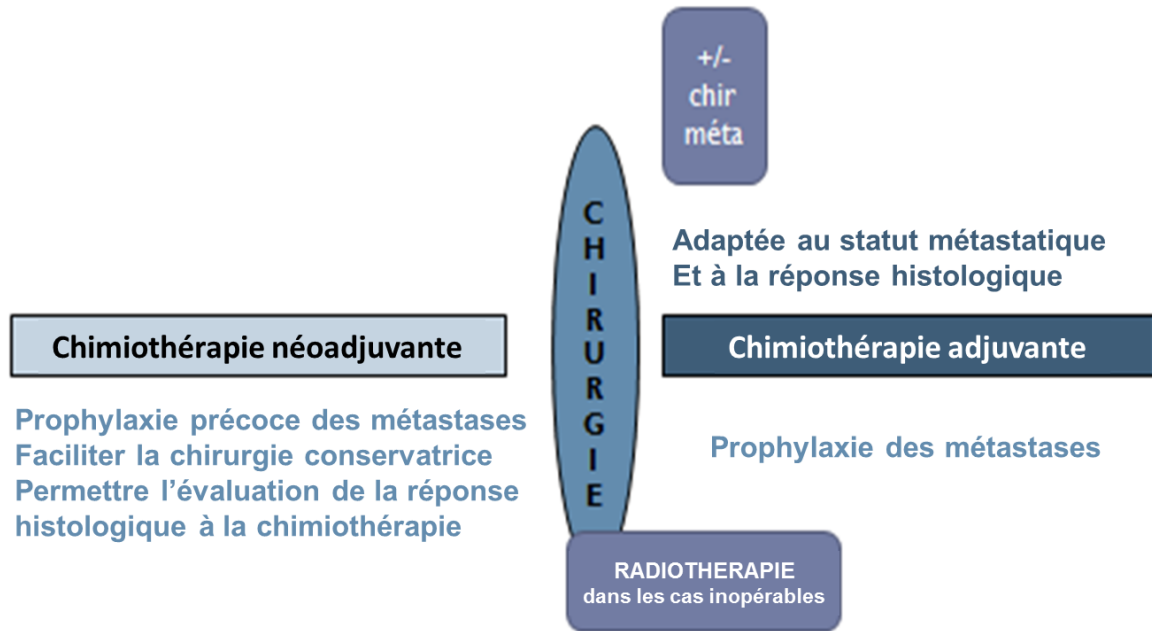 +/-
chir
méta
CHIRURGIE
Adaptée au statut métastatique
Et à la réponse histologique
Chimiothérapie néoadjuvante
Chimiothérapie adjuvante
Prophylaxie précoce des métastases
Faciliter la chirurgie conservatrice
Permettre l’évaluation de la réponse
histologique à la chimiothérapie
Prophylaxie des métastases
RADIOTHERAPIE
dans les cas inopérables